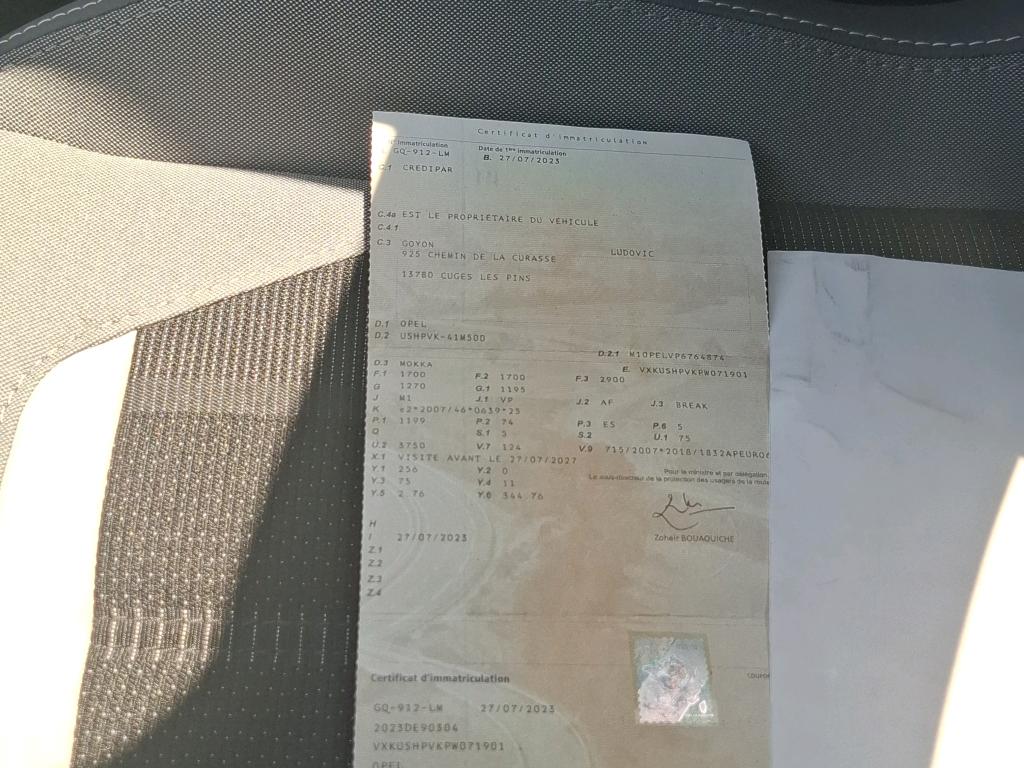 Certificat d'immatriculation
immatriculation Date de 1ère immatriculation
GQ-912-LM B. 27/07/2023
C.1 CREDIPAR
C.4a EST LE PROPRIÉTAIRE DU VÉHICULE
C.4.1
C.3 GOYON LUDOVIC
925 CHEMIN DE LA CURASSE
13780 CUGES LES PINS
D.1 OPEL
D.2 USHPVK-41M500
D.2.1 M10PELVP6764874
D.3 MOKKA E. VXKUSHPVKPW071901
F.1 1700 F.2 1700 F.3 2900
G 1270 G.1 1195
J M1 J.1 VP J.2 AF J.3 BREAK
K e2*2007/46*0639*25
P.1 1199 P.2 74 P.3 ES P.6 5
Q S.1 5 S.2 U.1 75
U.2 3750 V.7 124 V.9 715/2007*2018/1832APEURO6
X.1 VISITE AVANT LE 27/07/2027
Y.1 256 Y.2 0 Pour le ministre et par délégation,
Y.3 75 Y.4 11 Le sous-directeur de la protection des usagers de la route
Y.5 2.76 Y.6 344.76
H
I 27/07/2023 Zoheir BOUAOUICHE
Z.1
Z.2
Z.3
Z.4
Certificat d'immatriculation COUPON
GQ-912-LM 27/07/2023
2023DE90304
VXKUSHPVKPW071901
OPEL